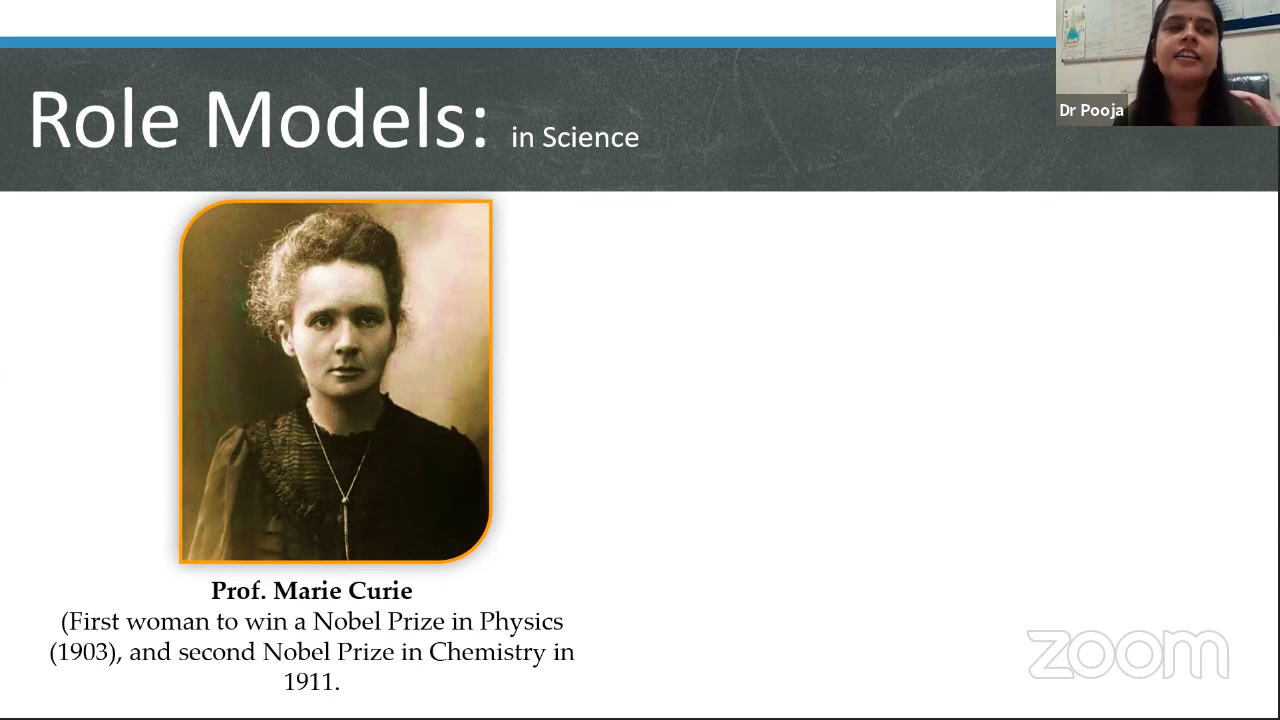 Role Models: in Science
Dr Pooja
Prof. Marie Curie
(First woman to win a Nobel Prize in Physics
(1903), and second Nobel Prize in Chemistry in
1911.
zoom